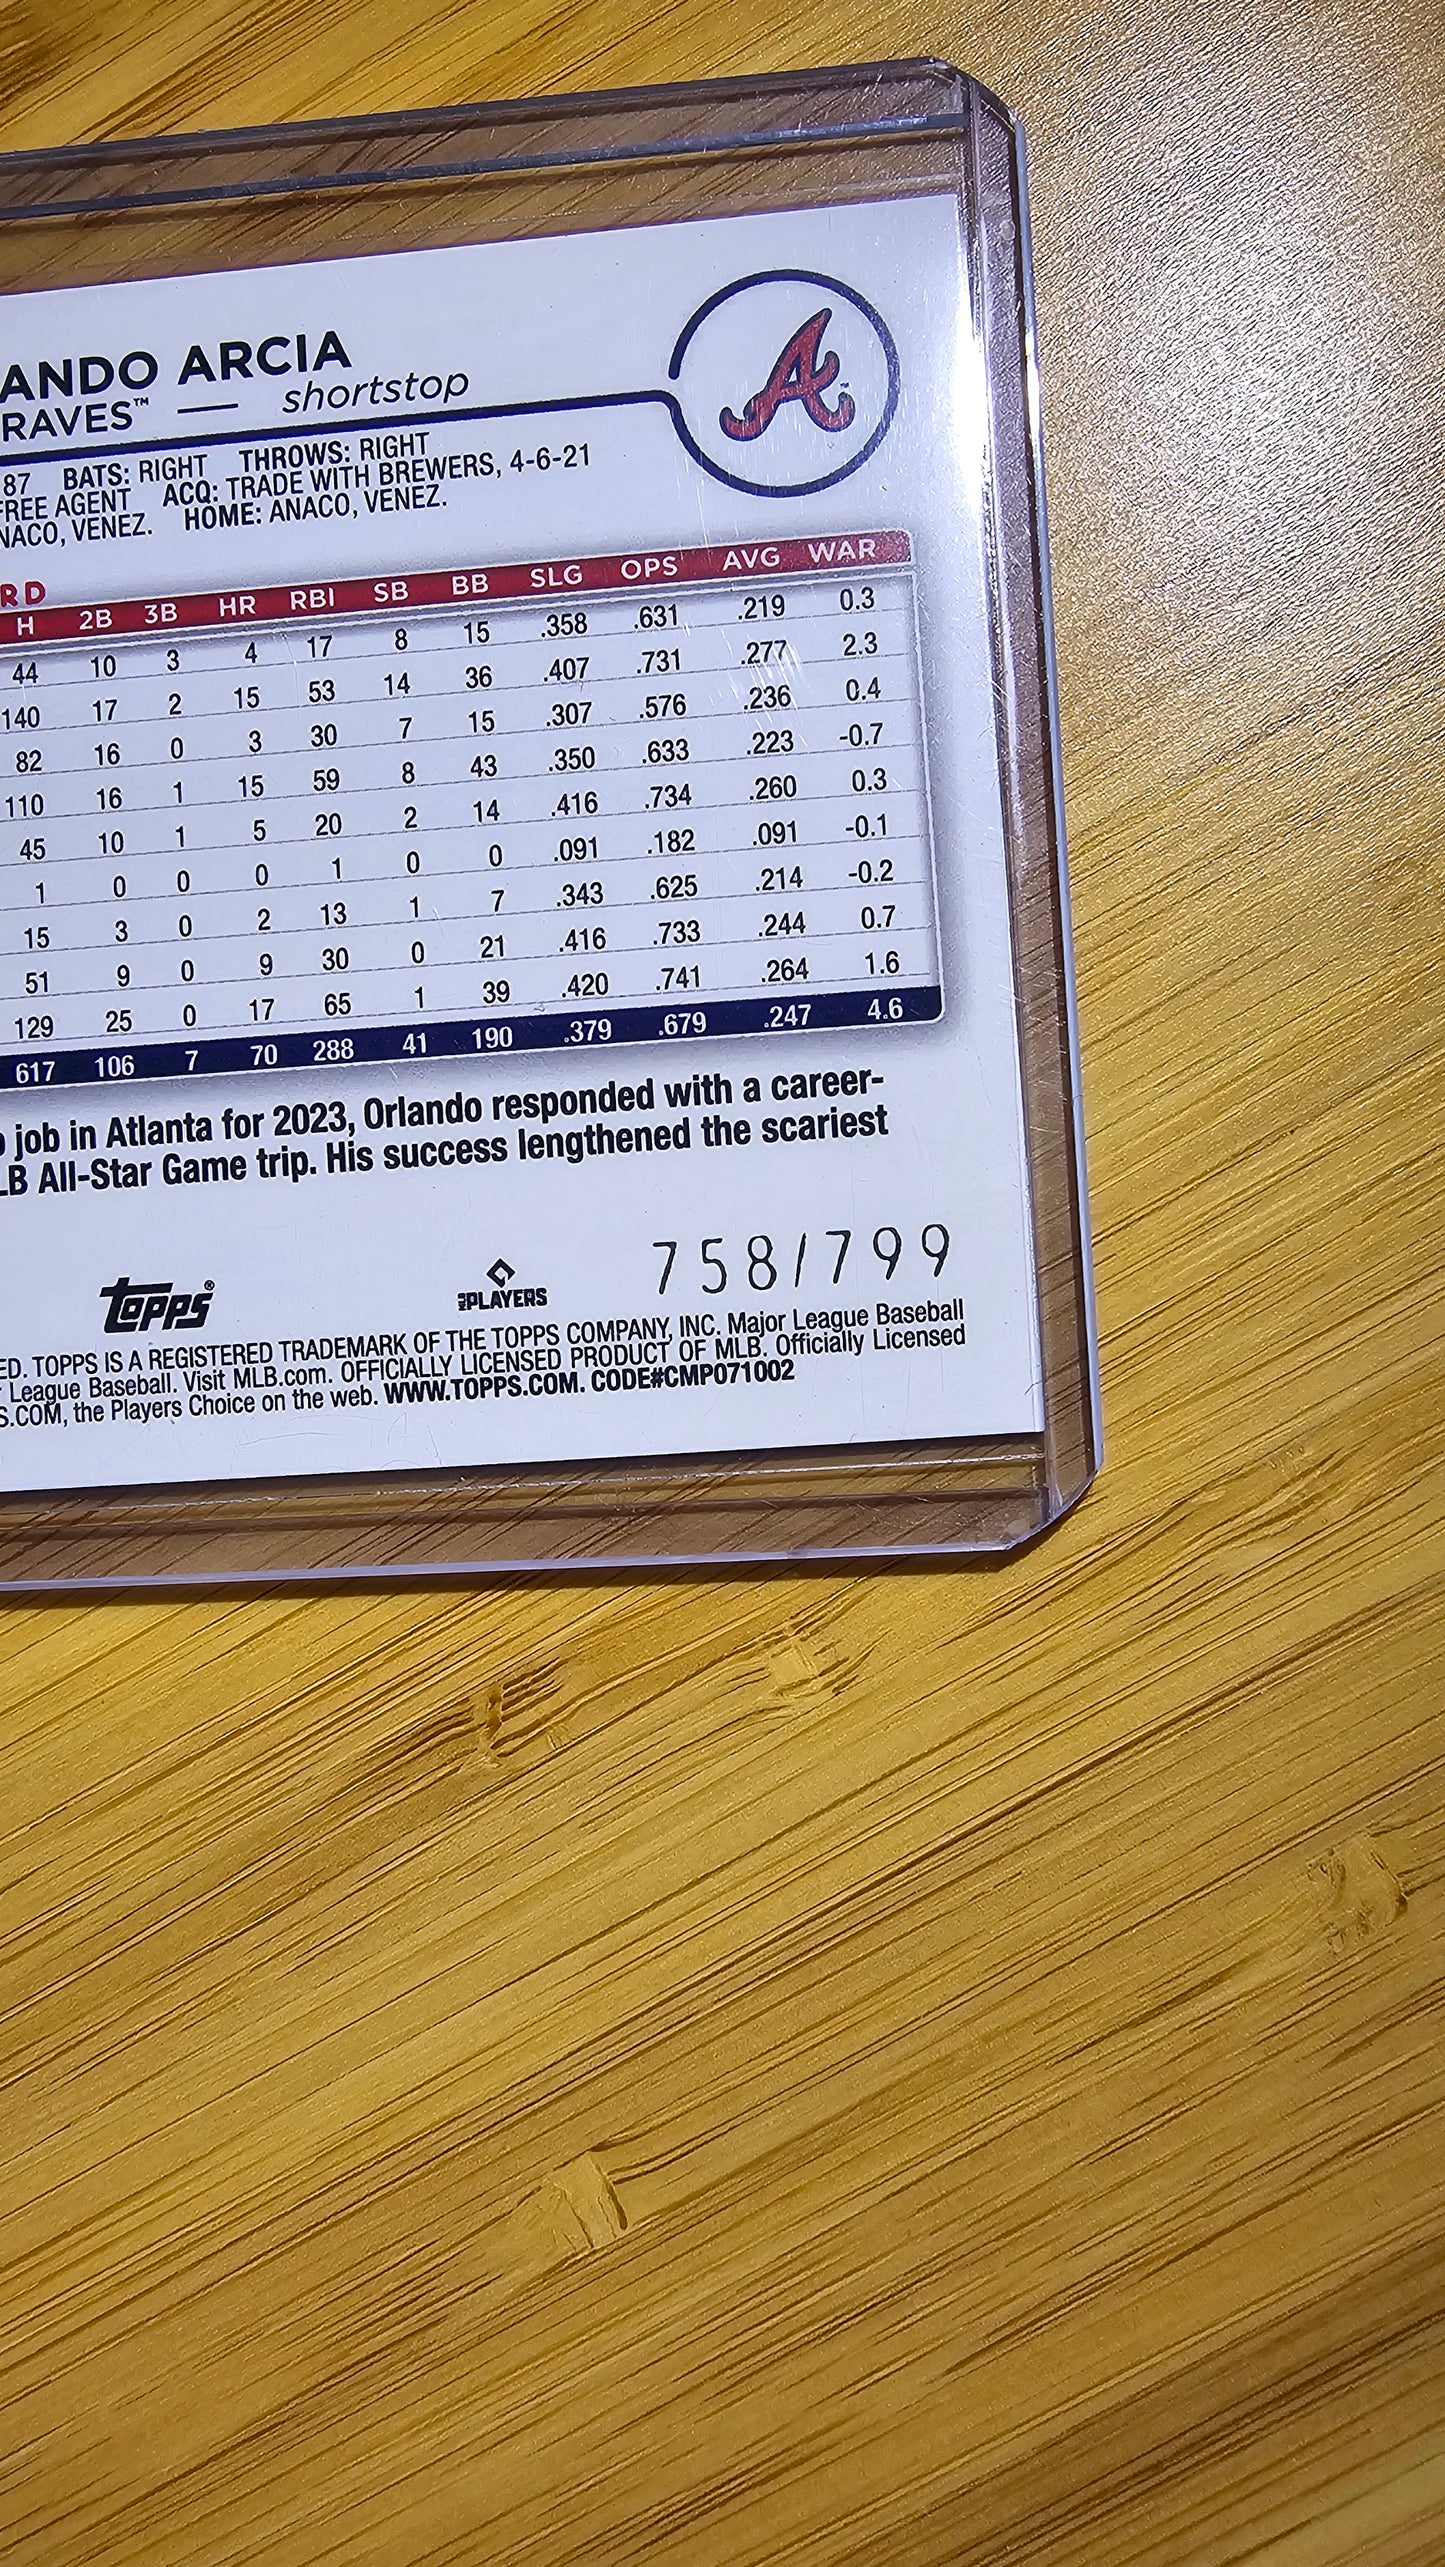 ANDO ARCIA
RAVES™ — shortstop
A™
87 BATS: RIGHT THROWS: RIGHT
FREE AGENT ACQ: TRADE WITH BREWERS, 4-6-21
NACO, VENEZ. HOME: ANACO, VENEZ.
RD
H 2B 3B HR RBI SB BB SLG OPS AVG WAR
44 10 3 4 17 8 15 .358 .631 .219 0.3
140 17 2 15 53 14 36 .407 .731 .277 2.3
82 16 0 3 30 7 15 .307 .576 .236 0.4
110 16 1 15 59 8 43 .350 .633 .223 -0.7
45 10 1 5 20 2 14 .416 .734 .260 0.3
1 0 0 0 1 0 0 .091 .182 .091 -0.1
15 3 0 2 13 1 7 .343 .625 .214 -0.2
51 9 0 9 30 0 21 .416 .733 .244 0.7
129 25 0 17 65 1 39 .420 .741 .264 1.6
617 106 7 70 288 41 190 .379 .679 .247 4.6
job in Atlanta for 2023, Orlando responded with a career-
LB All-Star Game trip. His success lengthened the scariest
758/799
TOPPS® MLB PLAYERS
ED. TOPPS IS A REGISTERED TRADEMARK OF THE TOPPS COMPANY, INC. Major League Baseball
League Baseball. Visit MLB.com. OFFICIALLY LICENSED PRODUCT OF MLB. Officially Licensed
S.COM, the Players Choice on the web. WWW.TOPPS.COM. CODE#CMP071002